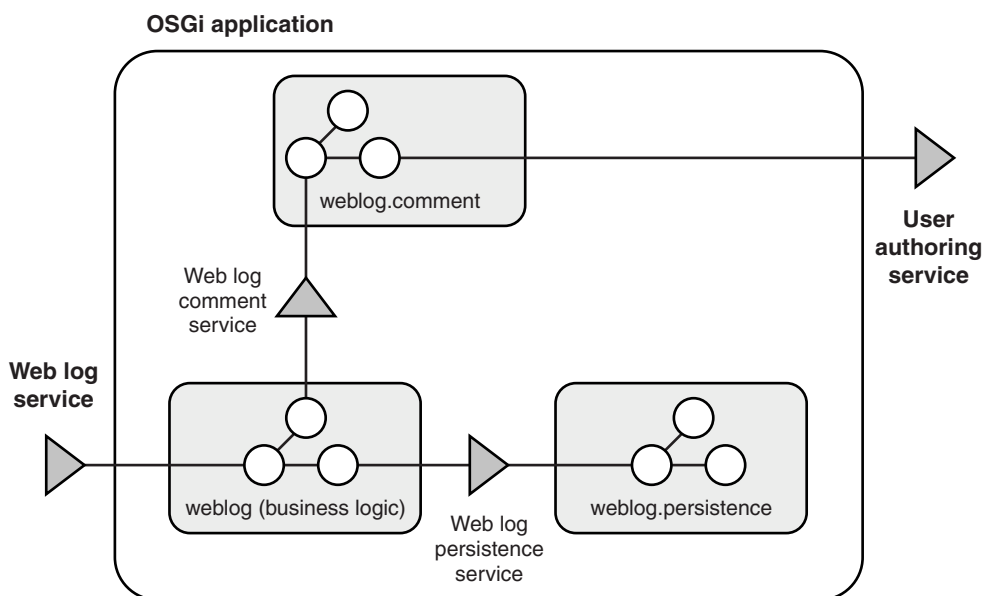 OSGi application
weblog.comment
User
authoring
service
Web log
comment
service
Web log
service
weblog (business logic)
Web log
persistence
service
weblog.persistence